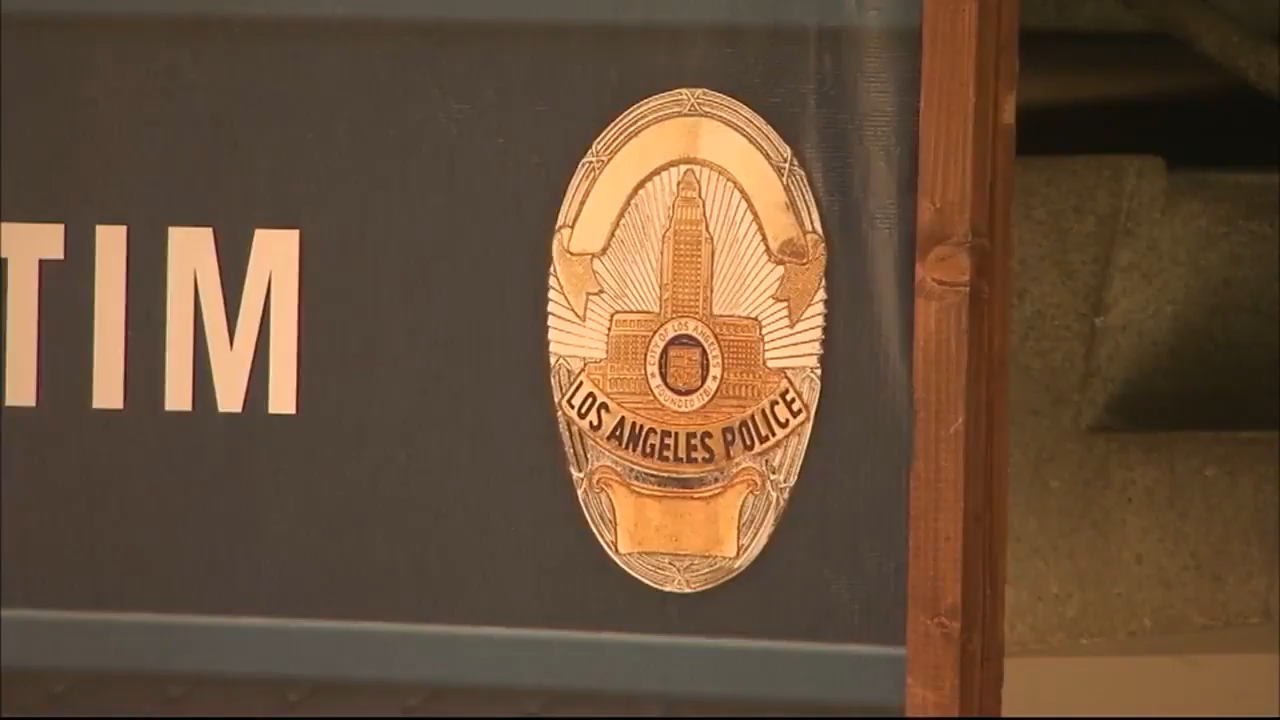 TIM
CITY OF LOS ANGELES
FOUNDED 1781
LOS ANGELES POLICE